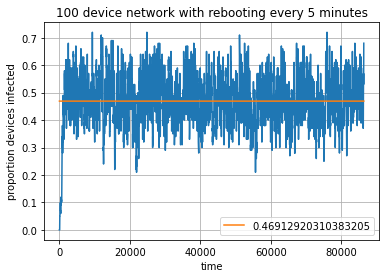 100 device network with rebooting every 5 minutes
proportion devices infected
0.7
0.6
0.5
0.4
0.3
0.2
0.1
0.0
0.46912920310383205
0 20000 40000 60000 80000
time